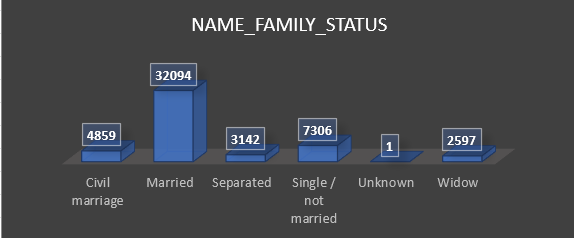 NAME_FAMILY_STATUS
32094
7306
4859
3142
2597
1
Civil marriage
Married
Separated
Single / not married
Unknown
Widow